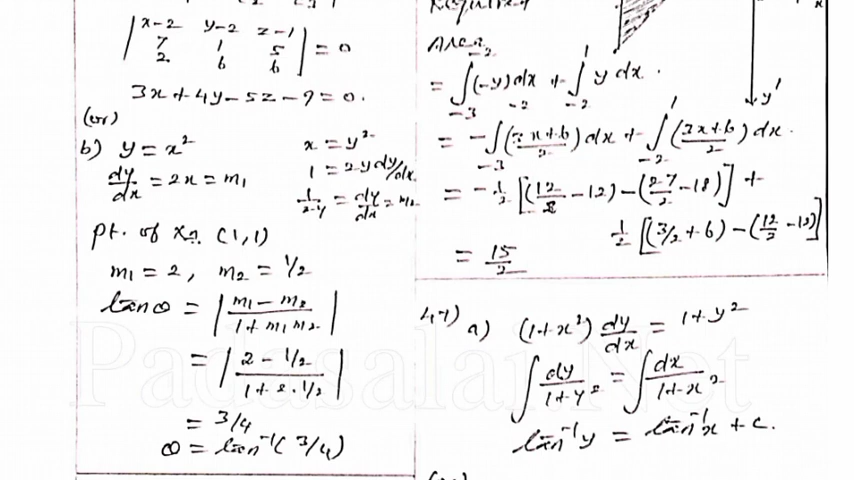 | x-2 y-2 z-1 |
| 7 1 5 | = 0
| 2 6 6 |
3x + 4y - 5z - 9 = 0.
(or)
b) y = x² x = y²
dy/dx = 2x = m₁ 1 = 2y dy/dx
1/2y = dy/dx = m₂
pt. of xn. (1,1)
m₁ = 2, m₂ = 1/2
tan θ = | (m₁ - m₂)/(1 + m₁m₂) |
= | (2 - 1/2)/(1 + 2 · 1/2) |
= 3/4
θ = tan⁻¹(3/4)
Required
Area
= ∫₋₃⁻² (-y) dx + ∫₋₂¹ y dx.
= - ∫₋₃⁻² ((3x+6)/2) dx + ∫₋₂¹ ((3x+6)/2) dx.
= -1/2 [(12/2 - 12) - (27/2 - 18)] +
1/2 [(3/2 + 6) - (12/2 - 12)]
= 15/2
x
y'
47) a) (1+x²) dy/dx = 1+y²
∫ dy/(1+y²) = ∫ dx/(1+x²)
tan⁻¹y = tan⁻¹x + c.
Padasalai.Net